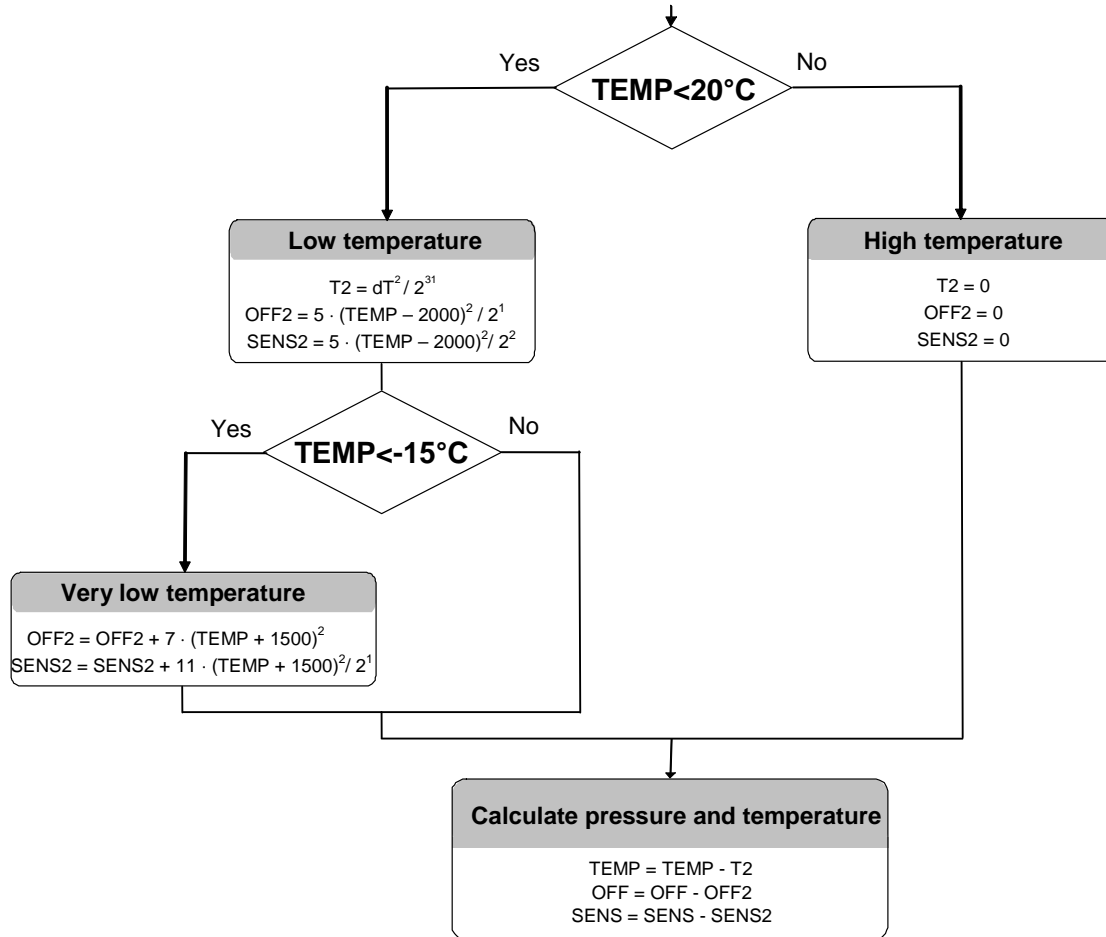 Yes
No
TEMP<20°C
Low temperature
T2 = dT² / 2³¹
OFF2 = 5 · (TEMP – 2000)² / 2¹
SENS2 = 5 · (TEMP – 2000)² / 2²
High temperature
T2 = 0
OFF2 = 0
SENS2 = 0
Yes
No
TEMP<-15°C
Very low temperature
OFF2 = OFF2 + 7 · (TEMP + 1500)²
SENS2 = SENS2 + 11 · (TEMP + 1500)² / 2¹
Calculate pressure and temperature
TEMP = TEMP - T2
OFF = OFF - OFF2
SENS = SENS - SENS2